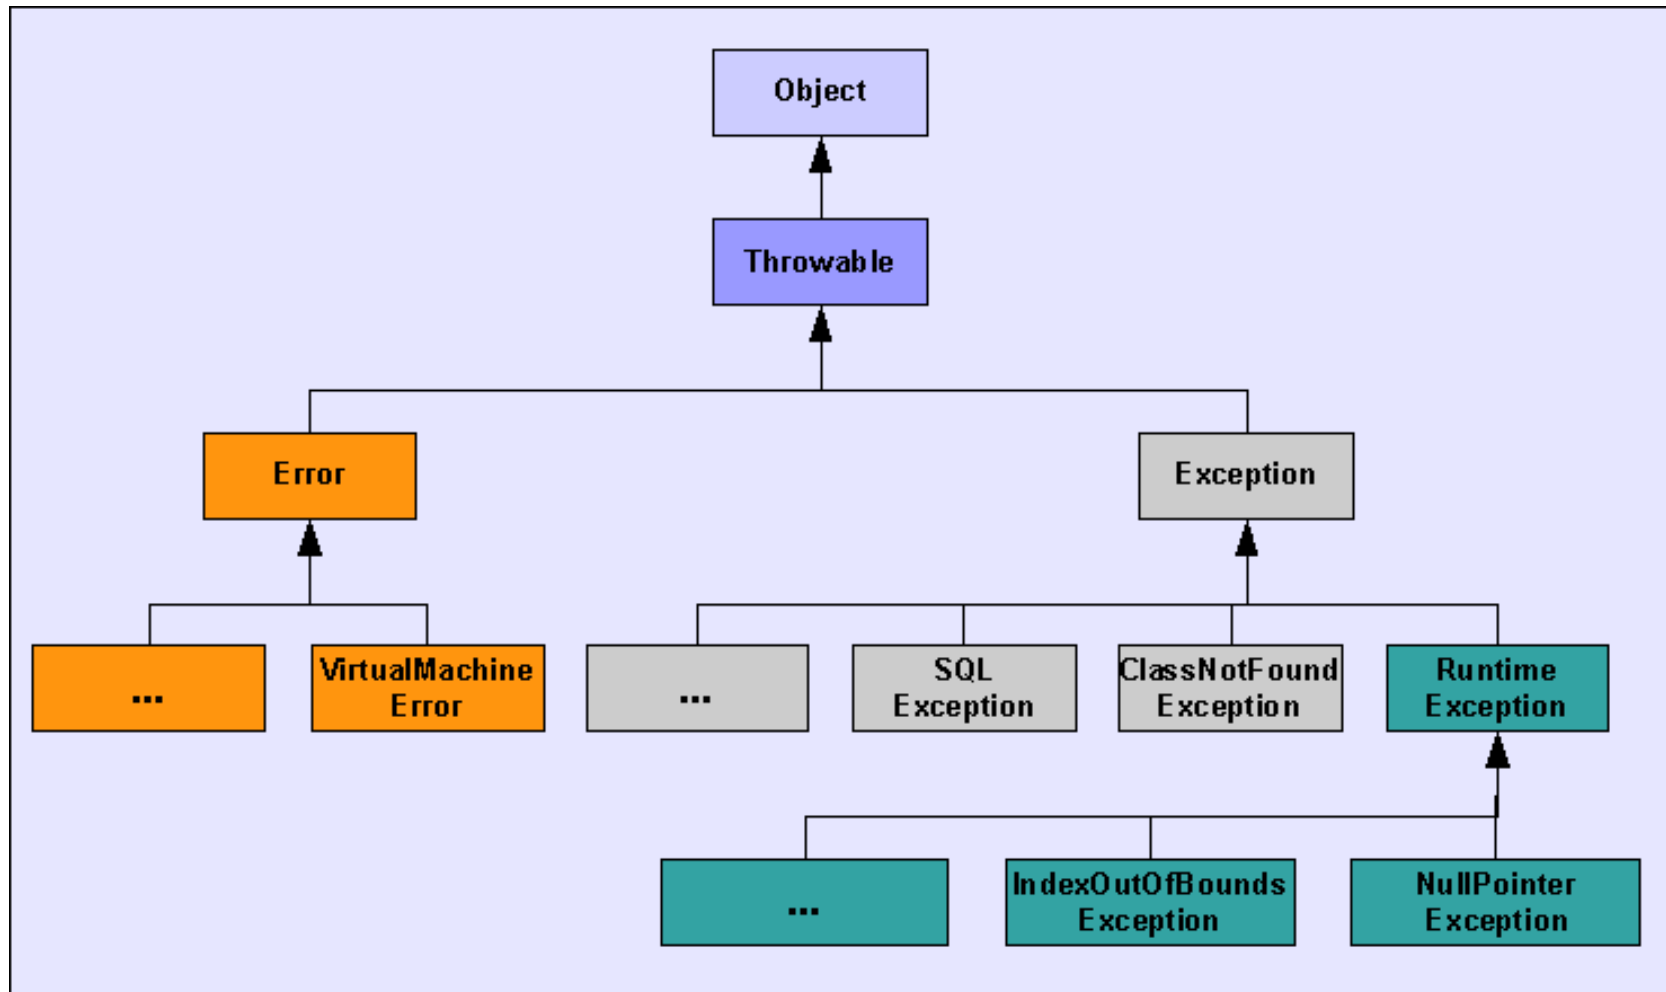 Object
Throwable
Error
Exception
...
VirtualMachine
Error
...
SQL
Exception
ClassNotFound
Exception
Runtime
Exception
...
IndexOutOfBounds
Exception
NullPointer
Exception